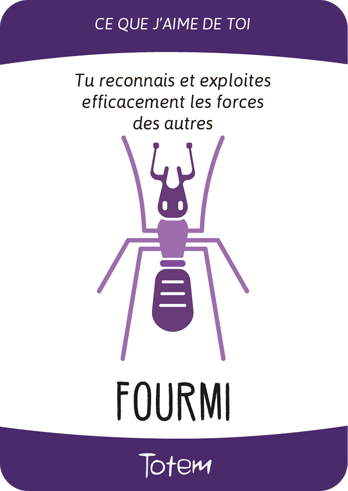 CE QUE J'AIME DE TOI
Tu reconnais et exploites
efficacement les forces
des autres
FOURMI
Totem